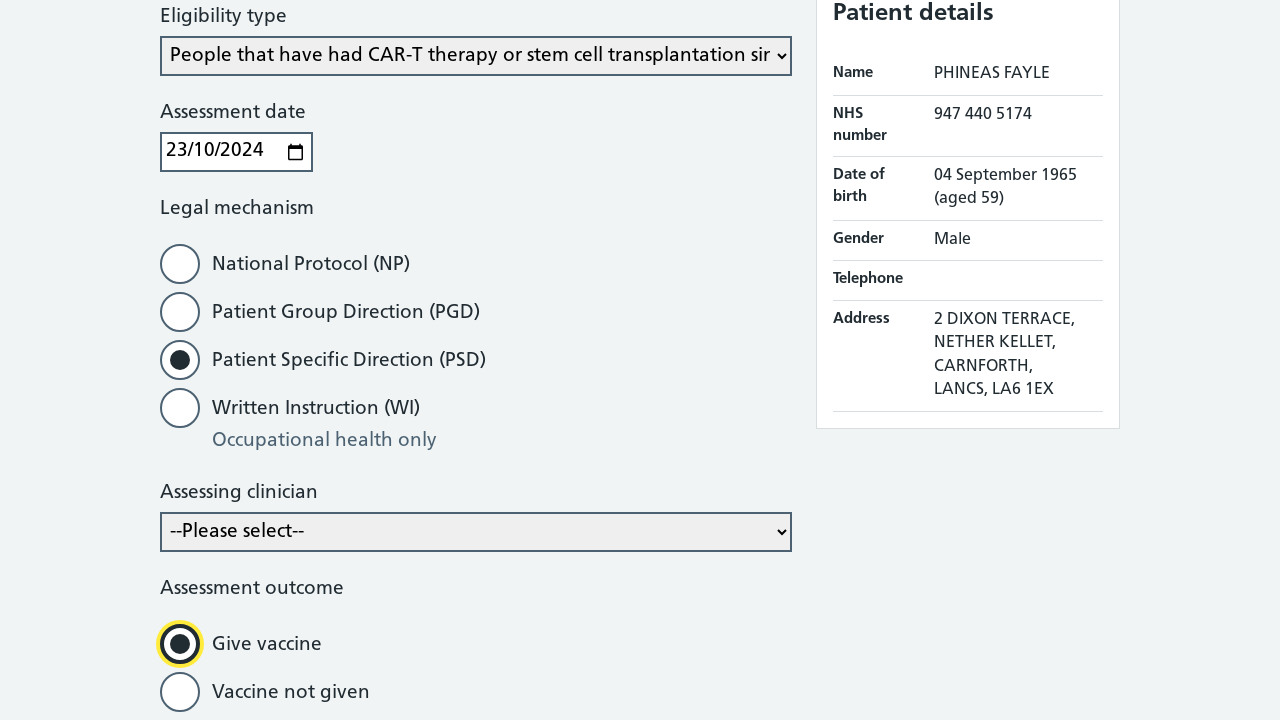 Eligibility type
People that have had CAR-T therapy or stem cell transplantation sir
Assessment date
23/10/2024
Legal mechanism
National Protocol (NP)
Patient Group Direction (PGD)
Patient Specific Direction (PSD)
Written Instruction (WI)
Occupational health only
Assessing clinician
--Please select--
Assessment outcome
Give vaccine
Vaccine not given
Patient details
Name PHINEAS FAYLE
NHS number 947 440 5174
Date of birth 04 September 1965
(aged 59)
Gender Male
Telephone
Address 2 DIXON TERRACE,
NETHER KELLET,
CARNFORTH,
LANCS, LA6 1EX